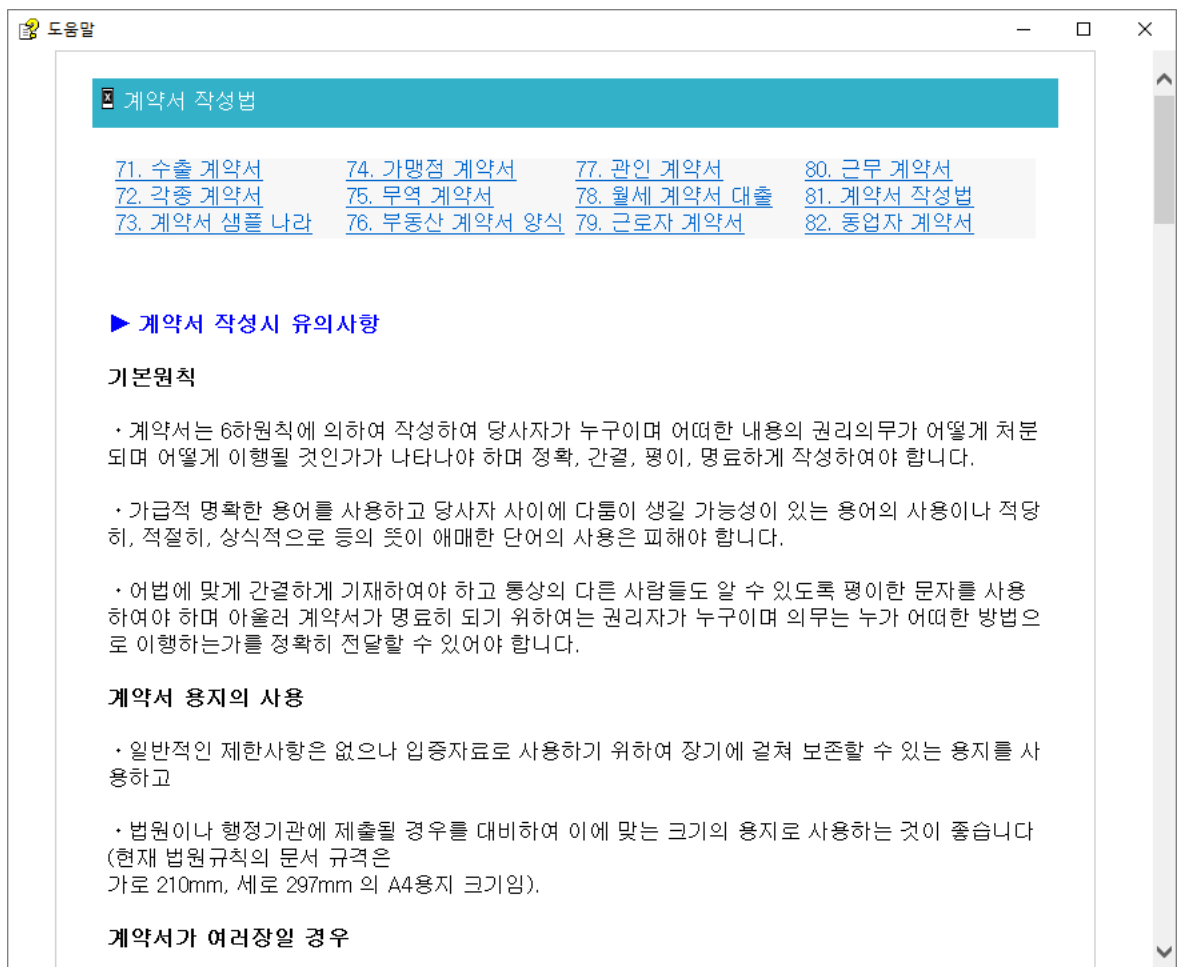 도움말
계약서 작성법
71. 수출 계약서 74. 가맹점 계약서 77. 관인 계약서 80. 근무 계약서
72. 각종 계약서 75. 무역 계약서 78. 월세 계약서 대출 81. 계약서 작성법
73. 계약서 샘플 나라 76. 부동산 계약서 양식 79. 근로자 계약서 82. 동업자 계약서
▶ 계약서 작성시 유의사항
기본원칙
・계약서는 6하원칙에 의하여 작성하여 당사자가 누구이며 어떠한 내용의 권리의무가 어떻게 처분
되며 어떻게 이행될 것인가가 나타나야 하며 정확, 간결, 평이, 명료하게 작성하여야 합니다.
・가급적 명확한 용어를 사용하고 당사자 사이에 다툼이 생길 가능성이 있는 용어의 사용이나 적당
히, 적절히, 상식적으로 등의 뜻이 애매한 단어의 사용은 피해야 합니다.
・어법에 맞게 간결하게 기재하여야 하고 통상의 다른 사람들도 알 수 있도록 평이한 문자를 사용
하여야 하며 아울러 계약서가 명료히 되기 위하여는 권리자가 누구이며 의무는 누가 어떠한 방법으
로 이행하는가를 정확히 전달할 수 있어야 합니다.
계약서 용지의 사용
・일반적인 제한사항은 없으나 입증자료로 사용하기 위하여 장기에 걸쳐 보존할 수 있는 용지를 사
용하고
・법원이나 행정기관에 제출될 경우를 대비하여 이에 맞는 크기의 용지로 사용하는 것이 좋습니다
(현재 법원규칙의 문서 규격은
가로 210mm, 세로 297mm 의 A4용지 크기임).
계약서가 여러장일 경우